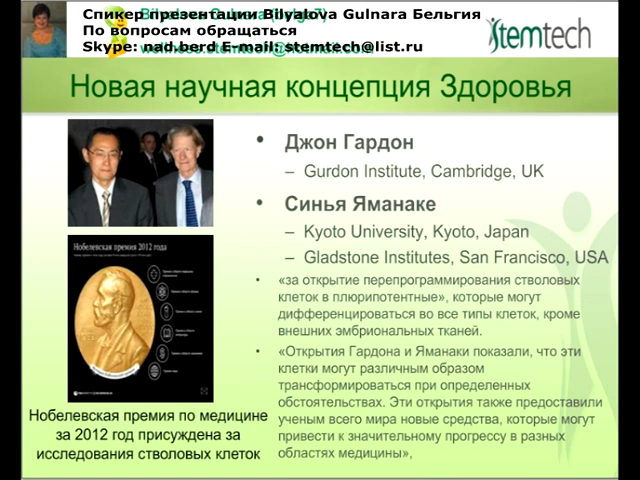 Спикер презентации Bilyalova Gulnara Бельгия
По вопросам обращаться
Skype: nad.berd E-mail: stemtech@list.ru
stemtech
Новая научная концепция Здоровья
• Джон Гардон
– Gurdon Institute, Cambridge, UK
• Синья Яманаке
– Kyoto University, Kyoto, Japan
– Gladstone Institutes, San Francisco, USA
• «за открытие перепрограммирования стволовых
клеток в плюрипотентные», которые могут
дифференцироваться во все типы клеток, кроме
внешних эмбриональных тканей.
• «Открытия Гардона и Яманаки показали, что эти
клетки могут различным образом
трансформироваться при определенных
обстоятельствах. Эти открытия также предоставили
ученым всего мира новые средства, которые могут
привести к значительному прогрессу в разных
областях медицины»,
Нобелевская премия 2012 года
Нобелевская премия по медицине
за 2012 год присуждена за
исследования стволовых клеток